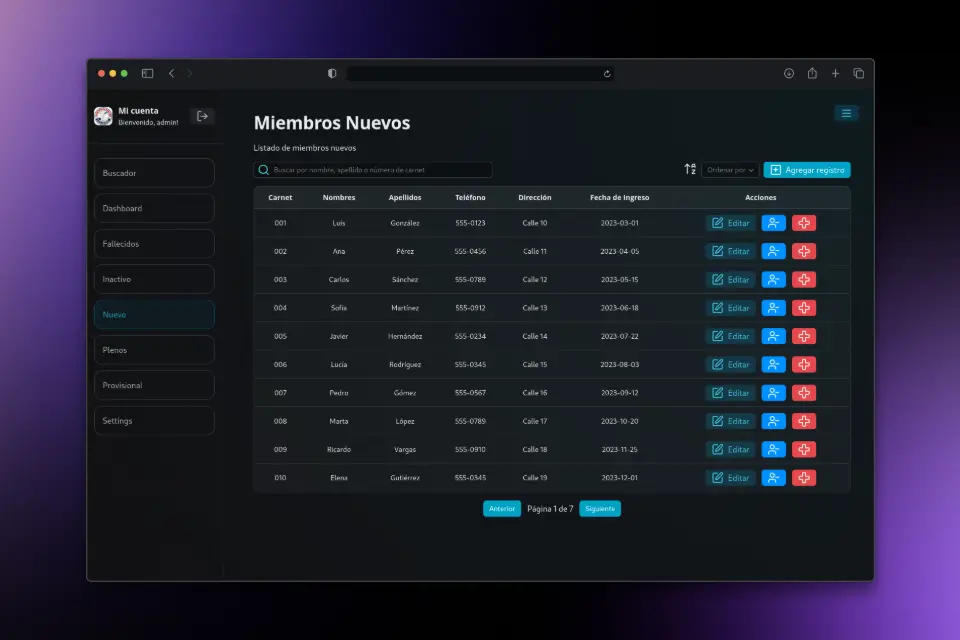 Mi cuenta
Bienvenido, admin!
Buscador
Dashboard
Fallecidos
Inactivo
Nuevo
Plenos
Provisional
Settings
Miembros Nuevos
Listado de miembros nuevos
Buscar por nombre, apellido o número de carnet
Ordenar por
Agregar registro
Carnet Nombres Apellidos Teléfono Dirección Fecha de Ingreso Acciones
001 Luis González 555-0123 Calle 10 2023-03-01 Editar
002 Ana Pérez 555-0456 Calle 11 2023-04-05 Editar
003 Carlos Sánchez 555-0789 Calle 12 2023-05-15 Editar
004 Sofía Martínez 555-0912 Calle 13 2023-06-18 Editar
005 Javier Hernández 555-0234 Calle 14 2023-07-22 Editar
006 Lucía Rodríguez 555-0345 Calle 15 2023-08-03 Editar
007 Pedro Gómez 555-0567 Calle 16 2023-09-12 Editar
008 Marta López 555-0789 Calle 17 2023-10-20 Editar
009 Ricardo Vargas 555-0910 Calle 18 2023-11-25 Editar
010 Elena Gutiérrez 555-0345 Calle 19 2023-12-01 Editar
Anterior Página 1 de 7 Siguiente